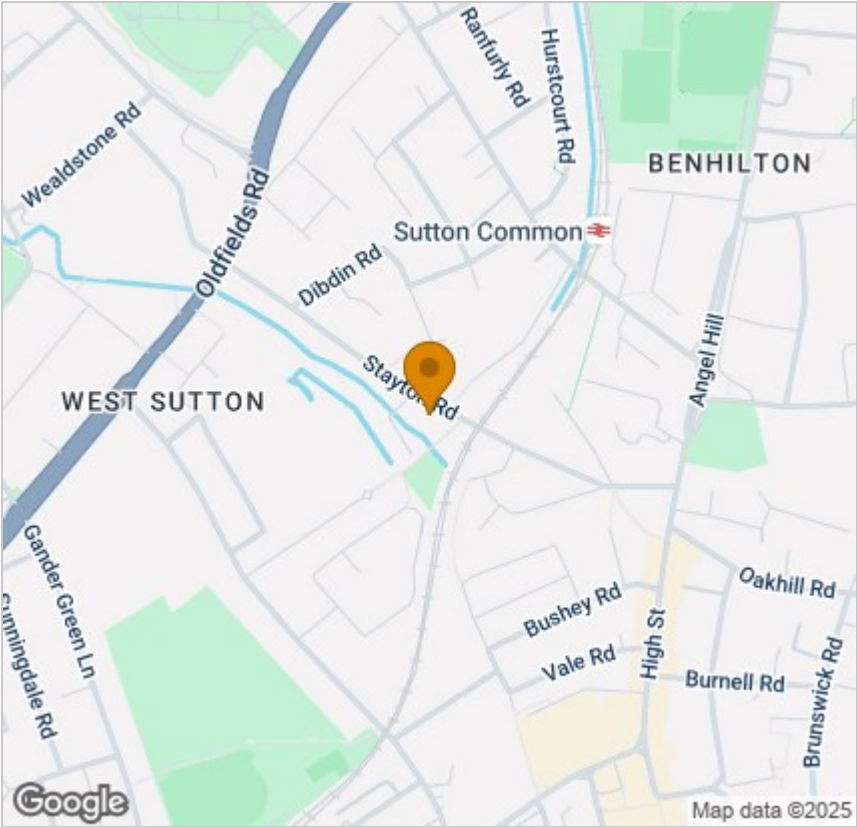 Ranfurly Rd
Hurstcourt Rd
Wealdstone Rd
BENHILTON
Oldfields Rd
Sutton Common
Dibdin Rd
Angel Hill
Stayton Rd
WEST SUTTON
Gander Green Ln
Sunningdale Rd
Oakhill Rd
Bushey Rd
High St
Vale Rd
Burnell Rd
Brunswick Rd
Google
Map data ©2025